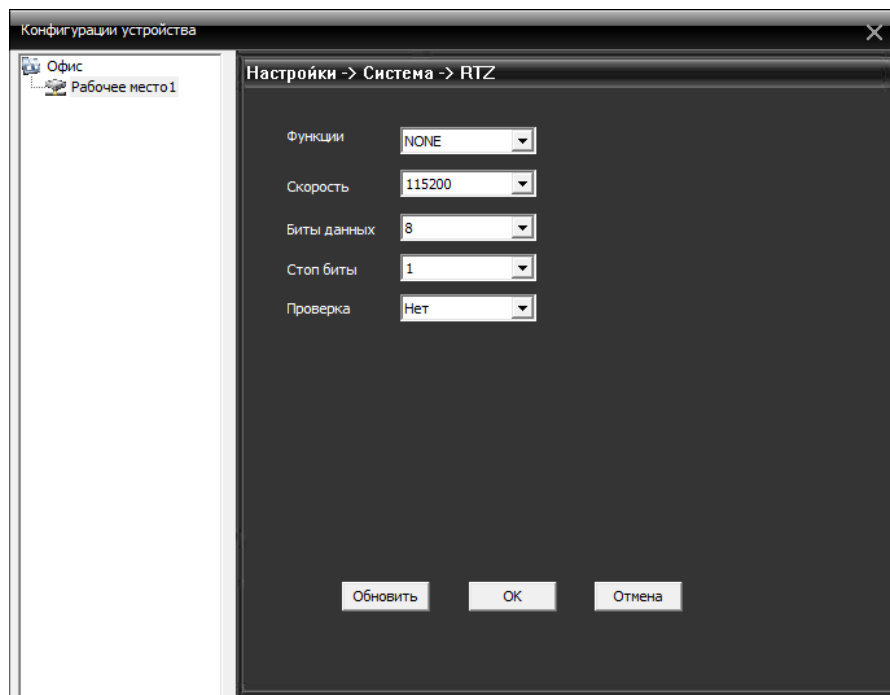 Конфигурации устройства
Офис
Рабочее место1
Настройки -> Система -> RTZ
Функции NONE
Скорость 115200
Биты данных 8
Стоп биты 1
Проверка Нет
Обновить OK Отмена